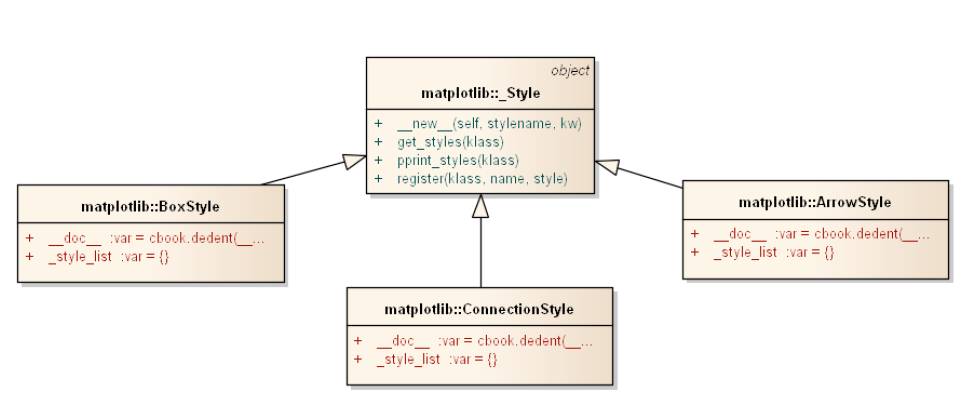 object
matplotlib::_Style
+ __new__(self, stylename, kw)
+ get_styles(klass)
+ pprint_styles(klass)
+ register(klass, name, style)
matplotlib::BoxStyle
+ __doc__ :var = cbook.dedent(__...
+ _style_list :var = {}
matplotlib::ArrowStyle
+ __doc__ :var = cbook.dedent(__...
+ _style_list :var = {}
matplotlib::ConnectionStyle
+ __doc__ :var = cbook.dedent(__...
+ _style_list :var = {}